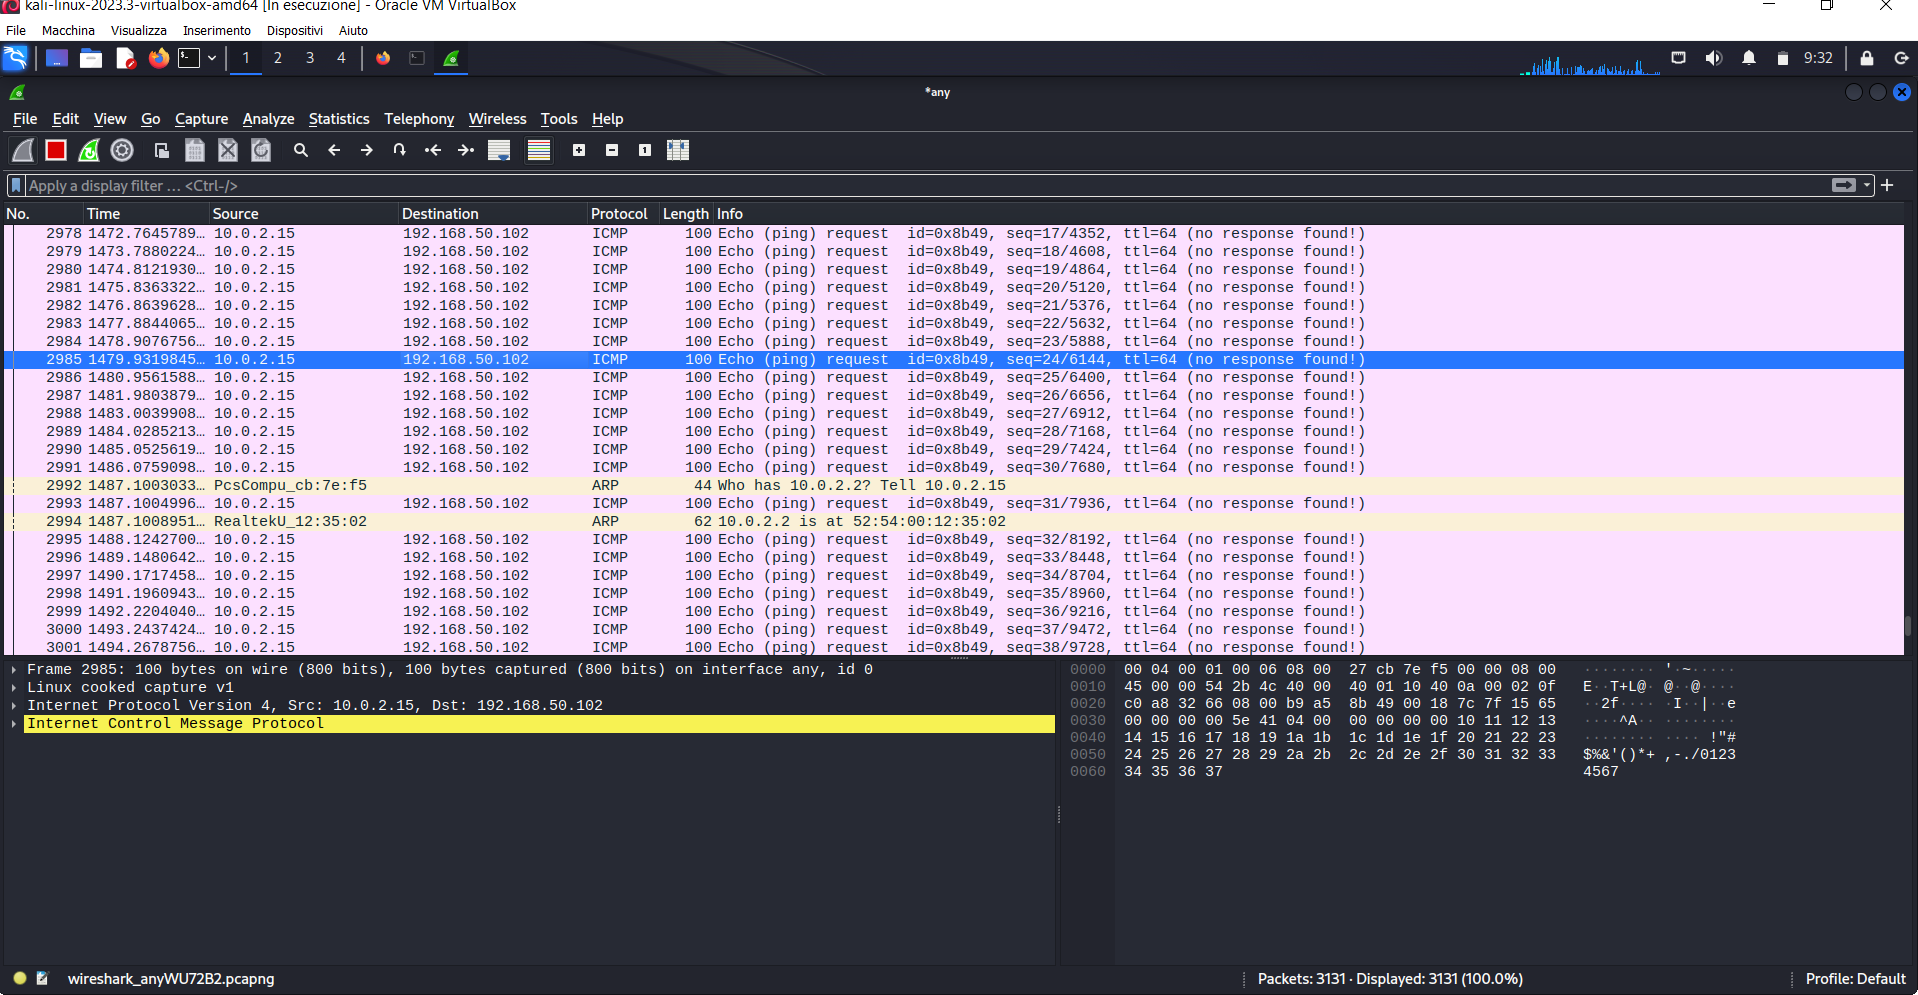 kali-linux-2023.3-virtualbox-amd64 [In esecuzione] - Oracle VM VirtualBox
File Macchina Visualizza Inserimento Dispositivi Aiuto
1 2 3 4 9:32
*any
File Edit View Go Capture Analyze Statistics Telephony Wireless Tools Help
Apply a display filter … <Ctrl-/>
No. Time Source Destination Protocol Length Info
2978 1472.7645789… 10.0.2.15 192.168.50.102 ICMP 100 Echo (ping) request id=0x8b49, seq=17/4352, ttl=64 (no response found!)
2979 1473.7880224… 10.0.2.15 192.168.50.102 ICMP 100 Echo (ping) request id=0x8b49, seq=18/4608, ttl=64 (no response found!)
2980 1474.8121930… 10.0.2.15 192.168.50.102 ICMP 100 Echo (ping) request id=0x8b49, seq=19/4864, ttl=64 (no response found!)
2981 1475.8363322… 10.0.2.15 192.168.50.102 ICMP 100 Echo (ping) request id=0x8b49, seq=20/5120, ttl=64 (no response found!)
2982 1476.8639628… 10.0.2.15 192.168.50.102 ICMP 100 Echo (ping) request id=0x8b49, seq=21/5376, ttl=64 (no response found!)
2983 1477.8844065… 10.0.2.15 192.168.50.102 ICMP 100 Echo (ping) request id=0x8b49, seq=22/5632, ttl=64 (no response found!)
2984 1478.9076756… 10.0.2.15 192.168.50.102 ICMP 100 Echo (ping) request id=0x8b49, seq=23/5888, ttl=64 (no response found!)
2985 1479.9319845… 10.0.2.15 192.168.50.102 ICMP 100 Echo (ping) request id=0x8b49, seq=24/6144, ttl=64 (no response found!)
2986 1480.9561588… 10.0.2.15 192.168.50.102 ICMP 100 Echo (ping) request id=0x8b49, seq=25/6400, ttl=64 (no response found!)
2987 1481.9803879… 10.0.2.15 192.168.50.102 ICMP 100 Echo (ping) request id=0x8b49, seq=26/6656, ttl=64 (no response found!)
2988 1483.0039908… 10.0.2.15 192.168.50.102 ICMP 100 Echo (ping) request id=0x8b49, seq=27/6912, ttl=64 (no response found!)
2989 1484.0285213… 10.0.2.15 192.168.50.102 ICMP 100 Echo (ping) request id=0x8b49, seq=28/7168, ttl=64 (no response found!)
2990 1485.0525619… 10.0.2.15 192.168.50.102 ICMP 100 Echo (ping) request id=0x8b49, seq=29/7424, ttl=64 (no response found!)
2991 1486.0759098… 10.0.2.15 192.168.50.102 ICMP 100 Echo (ping) request id=0x8b49, seq=30/7680, ttl=64 (no response found!)
2992 1487.1003033… PcsCompu_cb:7e:f5 ARP 44 Who has 10.0.2.2? Tell 10.0.2.15
2993 1487.1004996… 10.0.2.15 192.168.50.102 ICMP 100 Echo (ping) request id=0x8b49, seq=31/7936, ttl=64 (no response found!)
2994 1487.1008951… RealtekU_12:35:02 ARP 62 10.0.2.2 is at 52:54:00:12:35:02
2995 1488.1242700… 10.0.2.15 192.168.50.102 ICMP 100 Echo (ping) request id=0x8b49, seq=32/8192, ttl=64 (no response found!)
2996 1489.1480642… 10.0.2.15 192.168.50.102 ICMP 100 Echo (ping) request id=0x8b49, seq=33/8448, ttl=64 (no response found!)
2997 1490.1717458… 10.0.2.15 192.168.50.102 ICMP 100 Echo (ping) request id=0x8b49, seq=34/8704, ttl=64 (no response found!)
2998 1491.1960943… 10.0.2.15 192.168.50.102 ICMP 100 Echo (ping) request id=0x8b49, seq=35/8960, ttl=64 (no response found!)
2999 1492.2204040… 10.0.2.15 192.168.50.102 ICMP 100 Echo (ping) request id=0x8b49, seq=36/9216, ttl=64 (no response found!)
3000 1493.2437424… 10.0.2.15 192.168.50.102 ICMP 100 Echo (ping) request id=0x8b49, seq=37/9472, ttl=64 (no response found!)
3001 1494.2678756… 10.0.2.15 192.168.50.102 ICMP 100 Echo (ping) request id=0x8b49, seq=38/9728, ttl=64 (no response found!)
Frame 2985: 100 bytes on wire (800 bits), 100 bytes captured (800 bits) on interface any, id 0
Linux cooked capture v1
Internet Protocol Version 4, Src: 10.0.2.15, Dst: 192.168.50.102
Internet Control Message Protocol
0000 00 04 00 01 00 06 08 00 27 cb 7e f5 00 00 08 00 ········ '·~·····
0010 45 00 00 54 2b 4c 40 00 40 01 10 40 0a 00 02 0f E··T+L@· @··@····
0020 c0 a8 32 66 08 00 b9 a5 8b 49 00 18 7c 7f 15 65 ··2f···· ·I··|··e
0030 00 00 00 00 5e 41 04 00 00 00 00 00 10 11 12 13 ····^A·· ········
0040 14 15 16 17 18 19 1a 1b 1c 1d 1e 1f 20 21 22 23 ········ ···· !"#
0050 24 25 26 27 28 29 2a 2b 2c 2d 2e 2f 30 31 32 33 $%&'()*+ ,-./0123
0060 34 35 36 37 4567
wireshark_anyWU72B2.pcapng Packets: 3131 · Displayed: 3131 (100.0%) Profile: Default